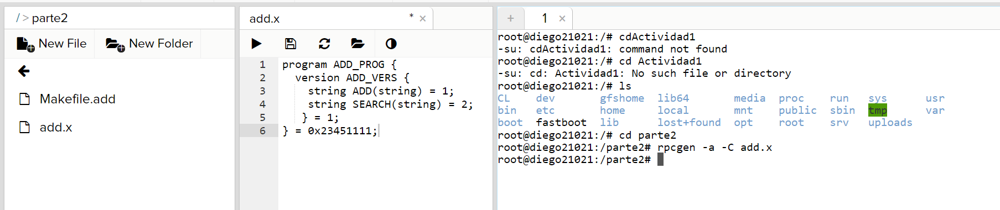 / > parte2
New File New Folder
Makefile.add
add.x
add.x * ×
1 program ADD_PROG {
2 version ADD_VERS {
3 string ADD(string) = 1;
4 string SEARCH(string) = 2;
5 } = 1;
6 } = 0x23451111;
+ 1 ×
root@diego21021:/# cdActividad1
-su: cdActividad1: command not found
root@diego21021:/# cd Actividad1
-su: cd: Actividad1: No such file or directory
root@diego21021:/# ls
CL dev gfshome lib64 media proc run sys usr
bin etc home local mnt public sbin tmp var
boot fastboot lib lost+found opt root srv uploads
root@diego21021:/# cd parte2
root@diego21021:/parte2# rpcgen -a -C add.x
root@diego21021:/parte2#